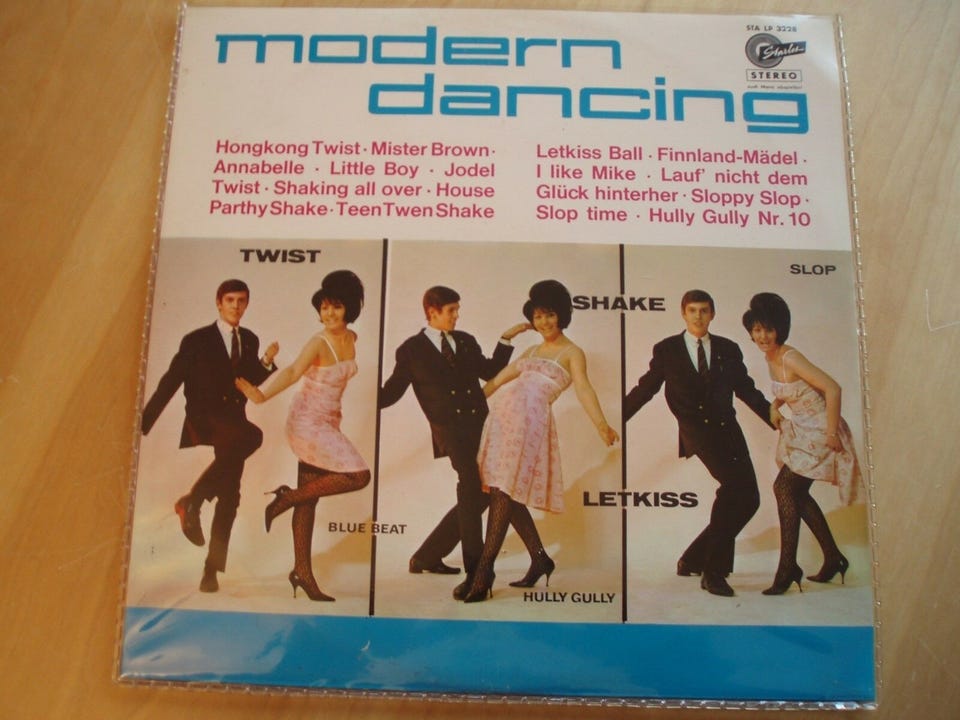 modern
dancing
STA LP 3228
Starlet
STEREO
Hongkong Twist · Mister Brown ·
Annabelle · Little Boy · Jodel
Twist · Shaking all over · House
Parthy Shake · Teen Twen Shake
Letkiss Ball · Finnland-Mädel ·
I like Mike · Lauf' nicht dem
Glück hinterher · Sloppy Slop ·
Slop time · Hully Gully Nr. 10
TWIST
SHAKE
SLOP
LETKISS
BLUE BEAT
HULLY GULLY